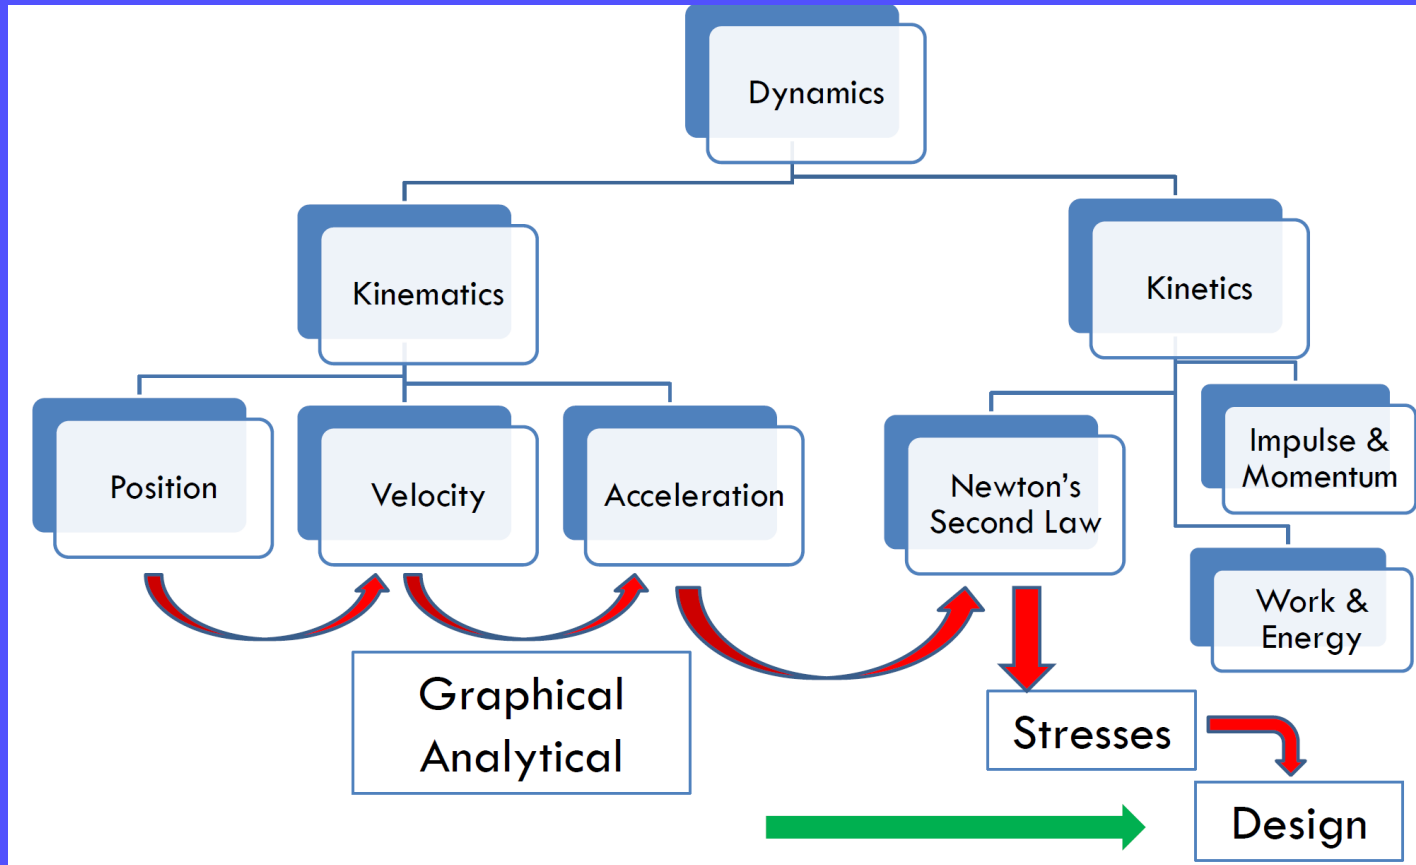 Dynamics
Kinematics
Kinetics
Position
Velocity
Acceleration
Newton's
Second Law
Impulse &
Momentum
Work &
Energy
Graphical
Analytical
Stresses
Design